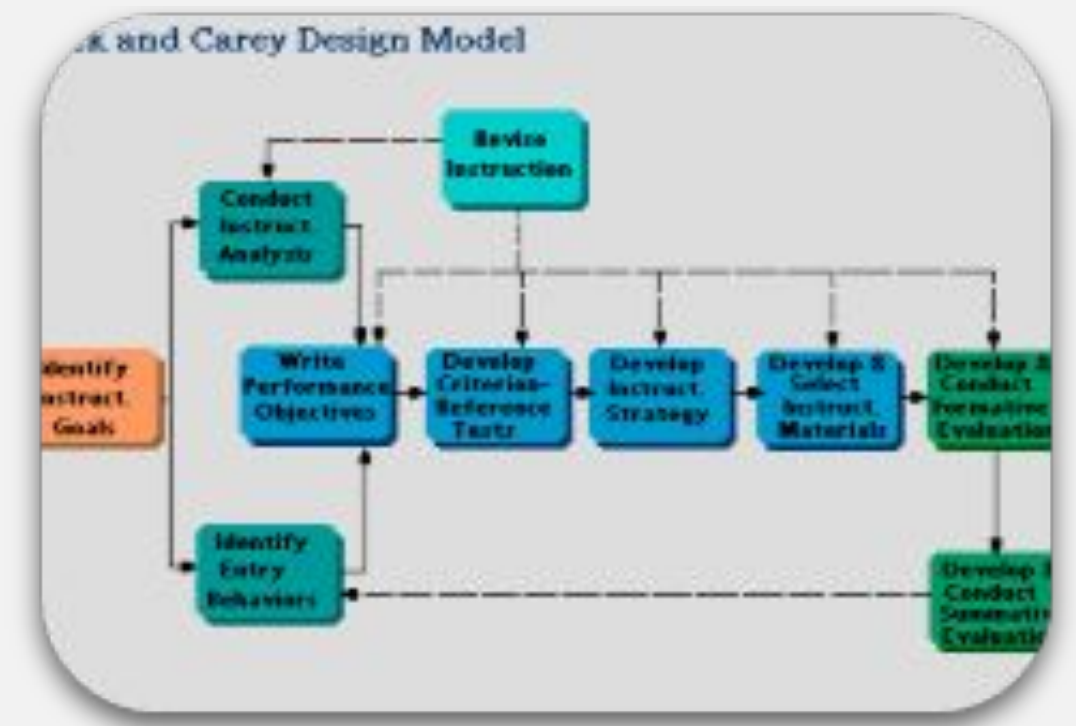 and Carey Design Model
Revise
Instruction
Conduct
Instruct
Analysis
Identify
Instruct.
Goals
Write
Performance
Objectives
Develop
Criterion-
Reference
Tests
Develop
Instruct.
Strategy
Develop &
Select
Instruct.
Materials
Develop &
Conduct
Formative
Evaluation
Identify
Entry
Behaviors
Develop
Conduct